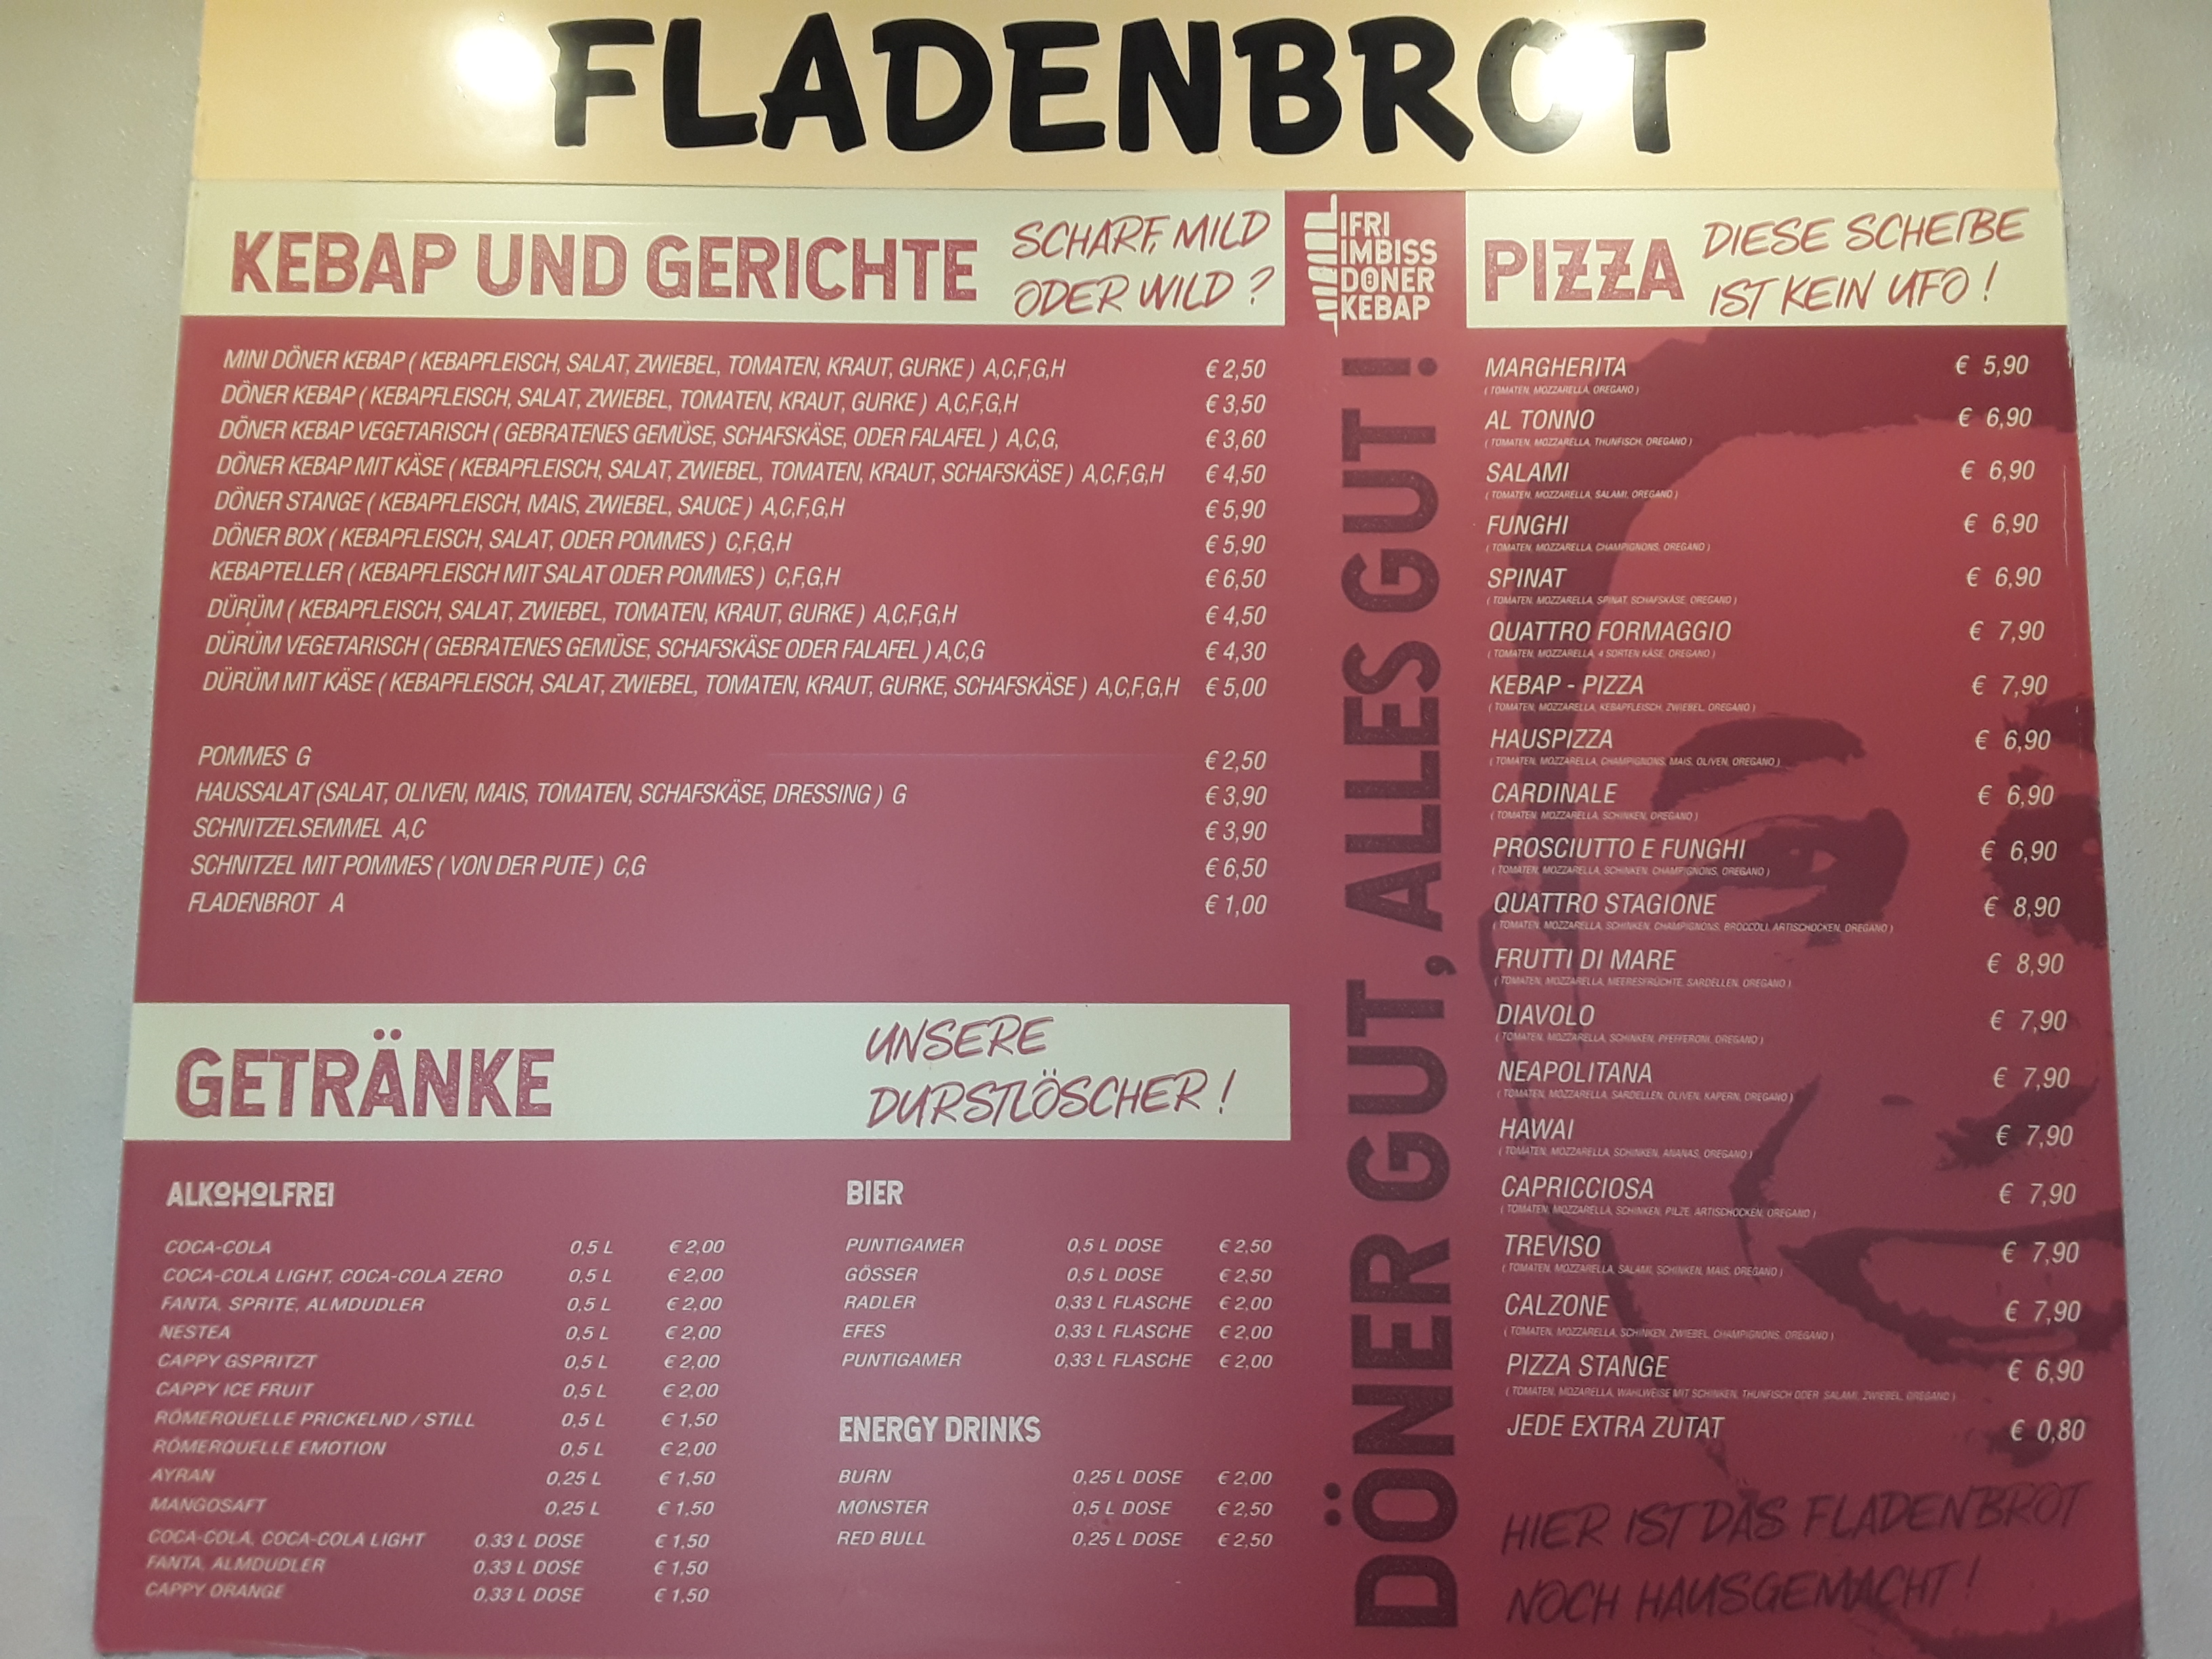 FLADENBROT
KEBAP UND GERICHTE
SCHARF, MILD
ODER WILD ?
MINI DÖNER KEBAP ( KEBAPFLEISCH, SALAT, ZWIEBEL, TOMATEN, KRAUT, GURKE ) A,C,F,G,H € 2,50
DÖNER KEBAP ( KEBAPFLEISCH, SALAT, ZWIEBEL, TOMATEN, KRAUT, GURKE ) A,C,F,G,H € 3,50
DÖNER KEBAP VEGETARISCH ( GEBRATENES GEMÜSE, SCHAFSKÄSE, ODER FALAFEL ) A,C,G, € 3,60
DÖNER KEBAP MIT KÄSE ( KEBAPFLEISCH, SALAT, ZWIEBEL, TOMATEN, KRAUT, SCHAFSKÄSE ) A,C,F,G,H € 4,50
DÖNER STANGE ( KEBAPFLEISCH, MAIS, ZWIEBEL, SAUCE ) A,C,F,G,H € 5,90
DÖNER BOX ( KEBAPFLEISCH, SALAT, ODER POMMES ) C,F,G,H € 5,90
KEBAPTELLER ( KEBAPFLEISCH MIT SALAT ODER POMMES ) C,F,G,H € 6,50
DÜRÜM ( KEBAPFLEISCH, SALAT, ZWIEBEL, TOMATEN, KRAUT, GURKE ) A,C,F,G,H € 4,50
DÜRÜM VEGETARISCH ( GEBRATENES GEMÜSE, SCHAFSKÄSE ODER FALAFEL ) A,C,G € 4,30
DÜRÜM MIT KÄSE ( KEBAPFLEISCH, SALAT, ZWIEBEL, TOMATEN, KRAUT, GURKE, SCHAFSKÄSE ) A,C,F,G,H € 5,00
POMMES G € 2,50
HAUSSALAT (SALAT, OLIVEN, MAIS, TOMATEN, SCHAFSKÄSE, DRESSING ) G € 3,90
SCHNITZELSEMMEL A,C € 3,90
SCHNITZEL MIT POMMES ( VON DER PUTE ) C,G € 6,50
FLADENBROT A € 1,00
GETRÄNKE
UNSERE
DURSTLÖSCHER !
ALKOHOLFREI
COCA-COLA 0,5 L € 2,00
COCA-COLA LIGHT, COCA-COLA ZERO 0,5 L € 2,00
FANTA, SPRITE, ALMDUDLER 0,5 L € 2,00
NESTEA 0,5 L € 2,00
CAPPY GSPRITZT 0,5 L € 2,00
CAPPY ICE FRUIT 0,5 L € 2,00
RÖMERQUELLE PRICKELND / STILL 0,5 L € 1,50
RÖMERQUELLE EMOTION 0,5 L € 2,00
AYRAN 0,25 L € 1,50
MANGOSAFT 0,25 L € 1,50
COCA-COLA, COCA-COLA LIGHT 0,33 L DOSE € 1,50
FANTA, ALMDUDLER 0,33 L DOSE € 1,50
CAPPY ORANGE 0,33 L DOSE € 1,50
BIER
PUNTIGAMER 0,5 L DOSE € 2,50
GÖSSER 0,5 L DOSE € 2,50
RADLER 0,33 L FLASCHE € 2,00
EFES 0,33 L FLASCHE € 2,00
PUNTIGAMER 0,33 L FLASCHE € 2,00
ENERGY DRINKS
BURN 0,25 L DOSE € 2,00
MONSTER 0,5 L DOSE € 2,50
RED BULL 0,25 L DOSE € 2,50
IFRI
IMBISS
DÖNER
KEBAP
DÖNER GUT, ALLES GUT !
PIZZA
DIESE SCHEIBE
IST KEIN UFO !
MARGHERITA € 5,90
( TOMATEN, MOZZARELLA, OREGANO )
AL TONNO € 6,90
( TOMATEN, MOZZARELLA, THUNFISCH, OREGANO )
SALAMI € 6,90
( TOMATEN, MOZZARELLA, SALAMI, OREGANO )
FUNGHI € 6,90
( TOMATEN, MOZZARELLA, CHAMPIGNONS, OREGANO )
SPINAT € 6,90
( TOMATEN, MOZZARELLA, SPINAT, SCHAFSKÄSE, OREGANO )
QUATTRO FORMAGGIO € 7,90
( TOMATEN, MOZZARELLA, 4 SORTEN KÄSE, OREGANO )
KEBAP - PIZZA € 7,90
( TOMATEN, MOZZARELLA, KEBAPFLEISCH, ZWIEBEL, OREGANO )
HAUSPIZZA € 6,90
( TOMATEN, MOZZARELLA, CHAMPIGNONS, MAIS, OLIVEN, OREGANO )
CARDINALE € 6,90
( TOMATEN, MOZZARELLA, SCHINKEN, OREGANO )
PROSCIUTTO E FUNGHI € 6,90
( TOMATEN, MOZZARELLA, SCHINKEN, CHAMPIGNONS, OREGANO )
QUATTRO STAGIONE € 8,90
( TOMATEN, MOZZARELLA, SCHINKEN, CHAMPIGNONS, BROCCOLI, ARTISCHOCKEN, OREGANO )
FRUTTI DI MARE € 8,90
( TOMATEN, MOZZARELLA, MEERESFRÜCHTE, SARDELLEN, OREGANO )
DIAVOLO € 7,90
( TOMATEN, MOZZARELLA, SCHINKEN, PFEFFERONI, OREGANO )
NEAPOLITANA € 7,90
( TOMATEN, MOZZARELLA, SARDELLEN, OLIVEN, KAPERN, OREGANO )
HAWAI € 7,90
( TOMATEN, MOZZARELLA, SCHINKEN, ANANAS, OREGANO )
CAPRICCIOSA € 7,90
( TOMATEN, MOZZARELLA, SCHINKEN, PILZE, ARTISCHOCKEN, OREGANO )
TREVISO € 7,90
( TOMATEN, MOZZARELLA, SALAMI, SCHINKEN, MAIS, OREGANO )
CALZONE € 7,90
( TOMATEN, MOZZARELLA, SCHINKEN, ZWIEBEL, CHAMPIGNONS, OREGANO )
PIZZA STANGE € 6,90
( TOMATEN, MOZARELLA, WAHLWEISE MIT SCHINKEN, THUNFISCH ODER SALAMI, ZWIEBEL, OREGANO )
JEDE EXTRA ZUTAT € 0,80
HIER IST DAS FLADENBROT
NOCH HAUSGEMACHT !